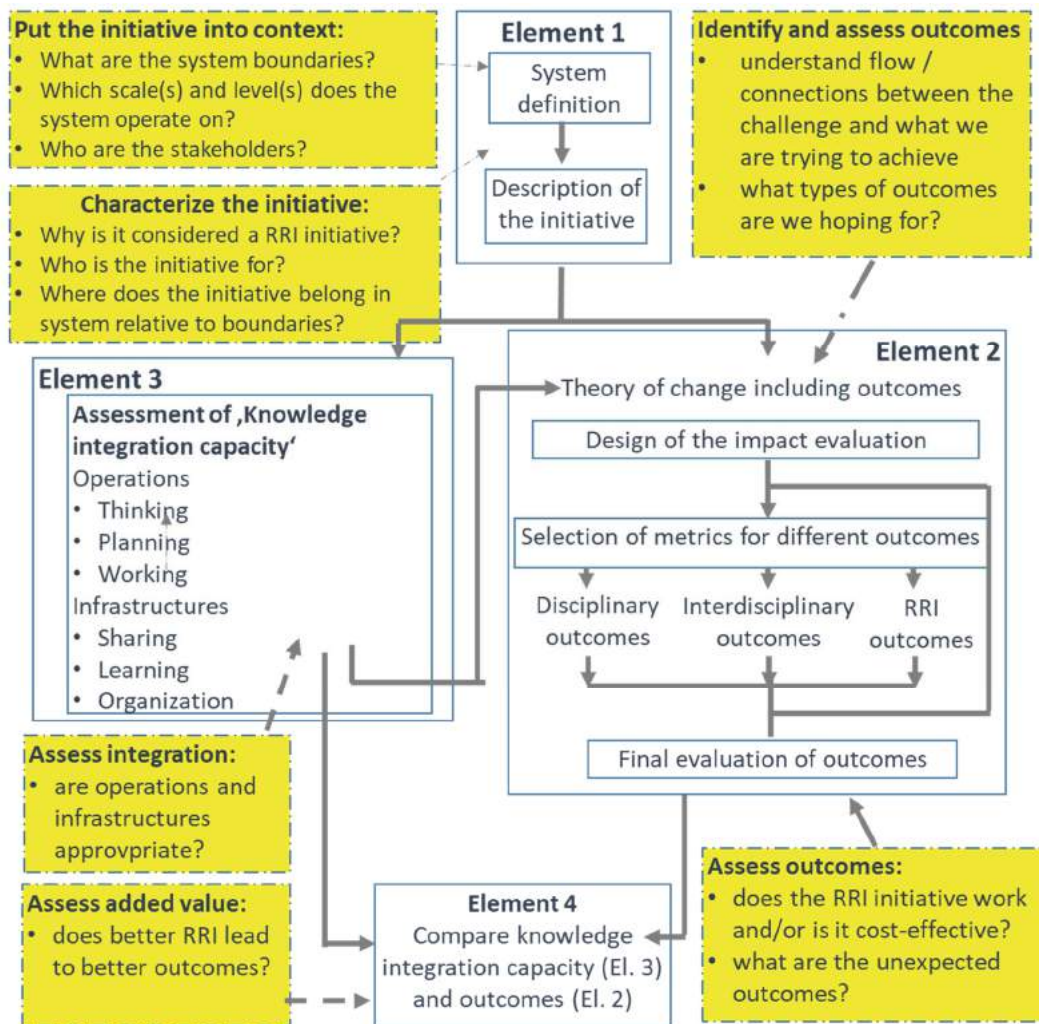 Put the initiative into context:
• What are the system boundaries?
• Which scale(s) and level(s) does the
system operate on?
• Who are the stakeholders?
Characterize the initiative:
• Why is it considered a RRI initiative?
• Who is the initiative for?
• Where does the initiative belong in
system relative to boundaries?
Element 1
System
definition
Description of
the initiative
Identify and assess outcomes
• understand flow /
connections between the
challenge and what we
are trying to achieve
• what types of outcomes
are we hoping for?
Element 3
Assessment of ‚Knowledge
integration capacity‘
Operations
• Thinking
• Planning
• Working
Infrastructures
• Sharing
• Learning
• Organization
Element 2
Theory of change including outcomes
Design of the impact evaluation
Selection of metrics for different outcomes
Disciplinary
outcomes
Interdisciplinary
outcomes
RRI
outcomes
Final evaluation of outcomes
Assess integration:
• are operations and
infrastructures
approvpriate?
Assess added value:
• does better RRI lead
to better outcomes?
Element 4
Compare knowledge
integration capacity (El. 3)
and outcomes (El. 2)
Assess outcomes:
• does the RRI initiative work
and/or is it cost-effective?
• what are the unexpected
outcomes?